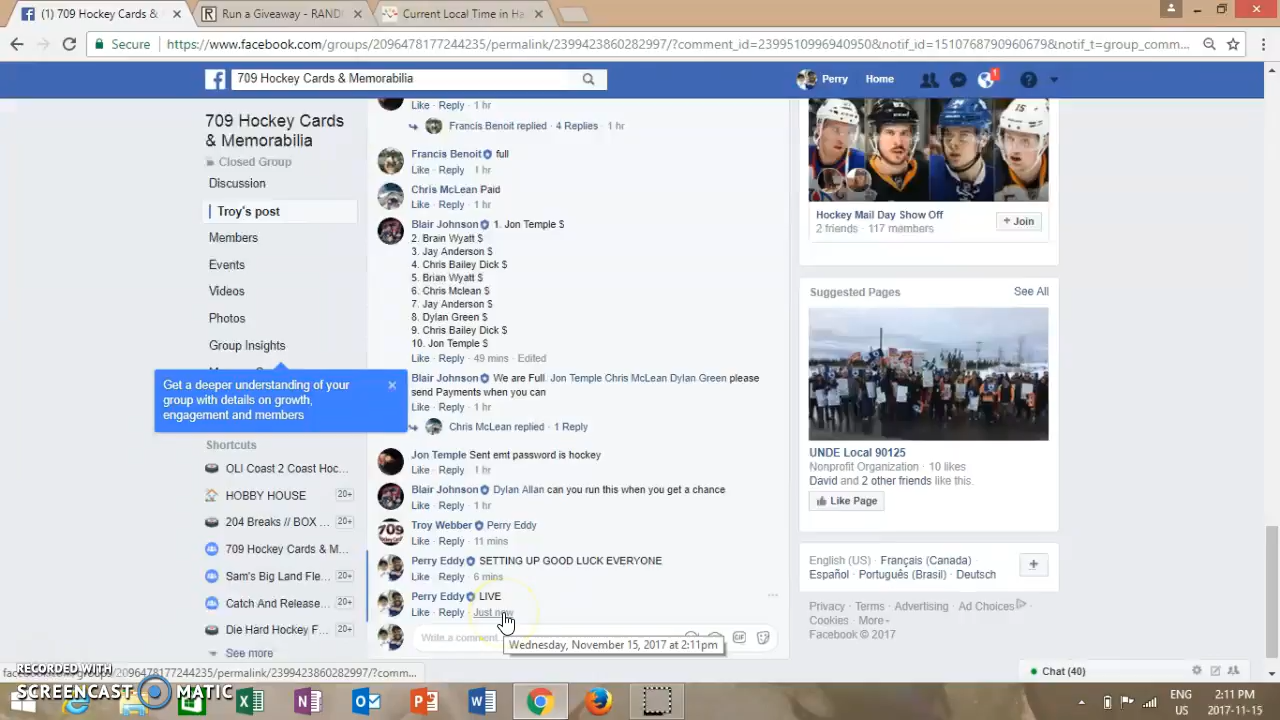 (1) 709 Hockey Cards &
Run a Giveaway - RAND
Current Local Time in Ha
Secure
https://www.facebook.com/groups/2096478177244235/permalink/2399423860282997/?comment_id=2399510996940950&notif_id=1510768790960679&notif_t=group_comm...
709 Hockey Cards & Memorabilia
Perry
Home
1
709 Hockey Cards
& Memorabilia
Closed Group
Discussion
Troy's post
Members
Events
Videos
Photos
Group Insights
Get a deeper understanding of your
group with details on growth,
engagement and members
Shortcuts
OLI Coast 2 Coast Hoc...
HOBBY HOUSE 20+
204 Breaks // BOX ... 20+
709 Hockey Cards & M...
Sam's Big Land Fle... 20+
Catch And Release... 20+
Die Hard Hockey F... 20+
See more
Like · Reply · 1 hr
Francis Benoit replied · 4 Replies · 1 hr
Francis Benoit full
Like · Reply · 1 hr
Chris McLean Paid
Like · Reply · 1 hr
Blair Johnson 1. Jon Temple $
2. Brain Wyatt $
3. Jay Anderson $
4. Chris Bailey Dick $
5. Brian Wyatt $
6. Chris Mclean $
7. Jay Anderson $
8. Dylan Green $
9. Chris Bailey Dick $
10. Jon Temple $
Like · Reply · 49 mins · Edited
Blair Johnson We are Full. Jon Temple Chris McLean Dylan Green please
send Payments when you can
Like · Reply · 1 hr
Chris McLean replied · 1 Reply
Jon Temple Sent emt password is hockey
Like · Reply · 1 hr
Blair Johnson Dylan Allan can you run this when you get a chance
Like · Reply · 1 hr
Troy Webber Perry Eddy
Like · Reply · 11 mins
Perry Eddy SETTING UP GOOD LUCK EVERYONE
Like · Reply · 6 mins
Perry Eddy LIVE
Like · Reply · Just now
Write a comment
Wednesday, November 15, 2017 at 2:11pm
Hockey Mail Day Show Off
2 friends · 117 members
+ Join
Suggested Pages
See All
UNDE Local 90125
Nonprofit Organization · 10 likes
David and 2 other friends like this.
Like Page
English (US) · Français (Canada)
Español · Português (Brasil) · Deutsch
Privacy · Terms · Advertising · Ad Choices
Cookies · More
Facebook © 2017
Chat (40)
facebook.com/groups/2096478177244235/permalink/2399423860282997/?comm...
RECORDED WITH
SCREENCAST MATIC
ENG
US
2:11 PM
2017-11-15